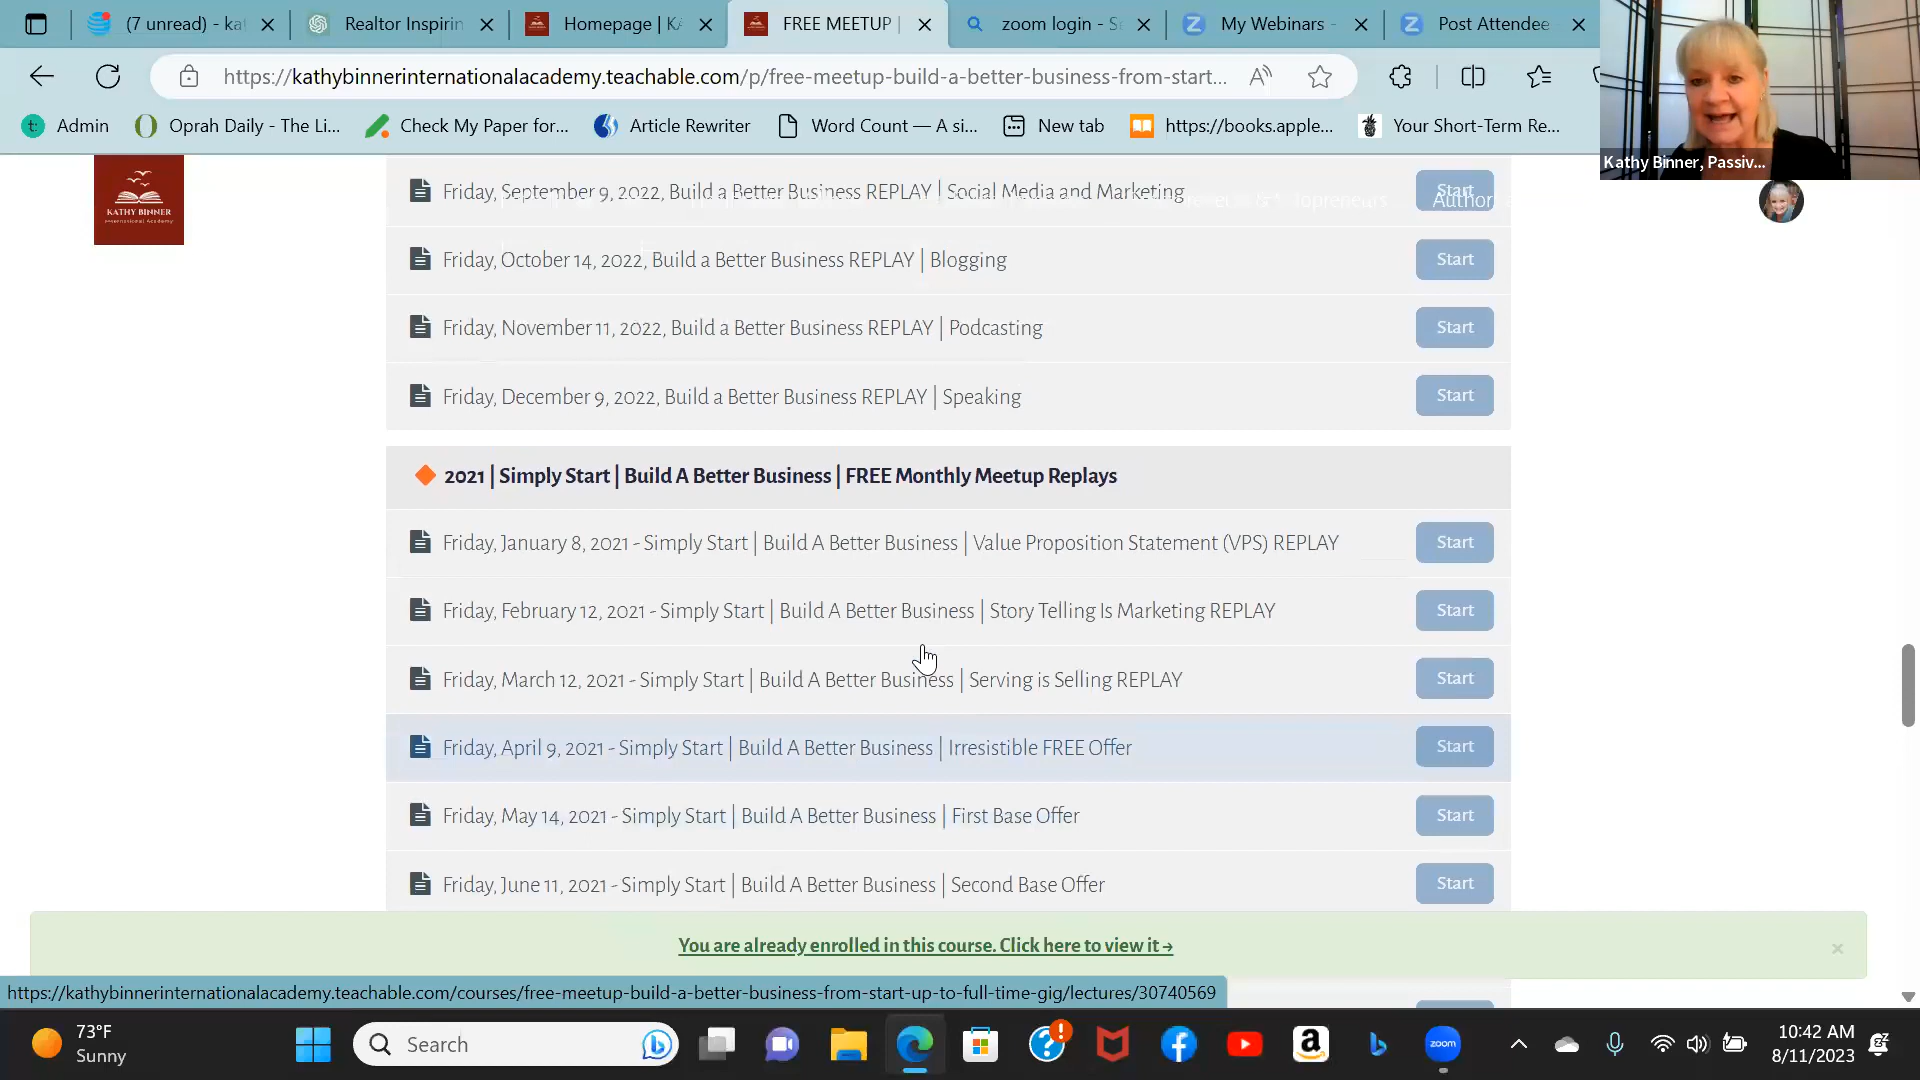 (7 unread) - ka
Realtor Inspirin
Homepage | KA
FREE MEETUP |
zoom login - Se
My Webinars -
Post Attendee
https://kathybinnerinternationalacademy.teachable.com/p/free-meetup-build-a-better-business-from-start...
Admin
Oprah Daily - The Li...
Check My Paper for...
Article Rewriter
Word Count — A si...
New tab
https://books.apple...
Your Short-Term Re...
Kathy Binner, Passiv...
KATHY BINNER
International Academy
Friday, September 9, 2022, Build a Better Business REPLAY | Social Media and Marketing
Start
Author
Friday, October 14, 2022, Build a Better Business REPLAY | Blogging
Start
Friday, November 11, 2022, Build a Better Business REPLAY | Podcasting
Start
Friday, December 9, 2022, Build a Better Business REPLAY | Speaking
Start
2021 | Simply Start | Build A Better Business | FREE Monthly Meetup Replays
Friday, January 8, 2021 - Simply Start | Build A Better Business | Value Proposition Statement (VPS) REPLAY
Start
Friday, February 12, 2021 - Simply Start | Build A Better Business | Story Telling Is Marketing REPLAY
Start
Friday, March 12, 2021 - Simply Start | Build A Better Business | Serving is Selling REPLAY
Start
Friday, April 9, 2021 - Simply Start | Build A Better Business | Irresistible FREE Offer
Start
Friday, May 14, 2021 - Simply Start | Build A Better Business | First Base Offer
Start
Friday, June 11, 2021 - Simply Start | Build A Better Business | Second Base Offer
Start
You are already enrolled in this course. Click here to view it →
https://kathybinnerinternationalacademy.teachable.com/courses/free-meetup-build-a-better-business-from-start-up-to-full-time-gig/lectures/30740569
73°F
Sunny
Search
zoom
10:42 AM
8/11/2023